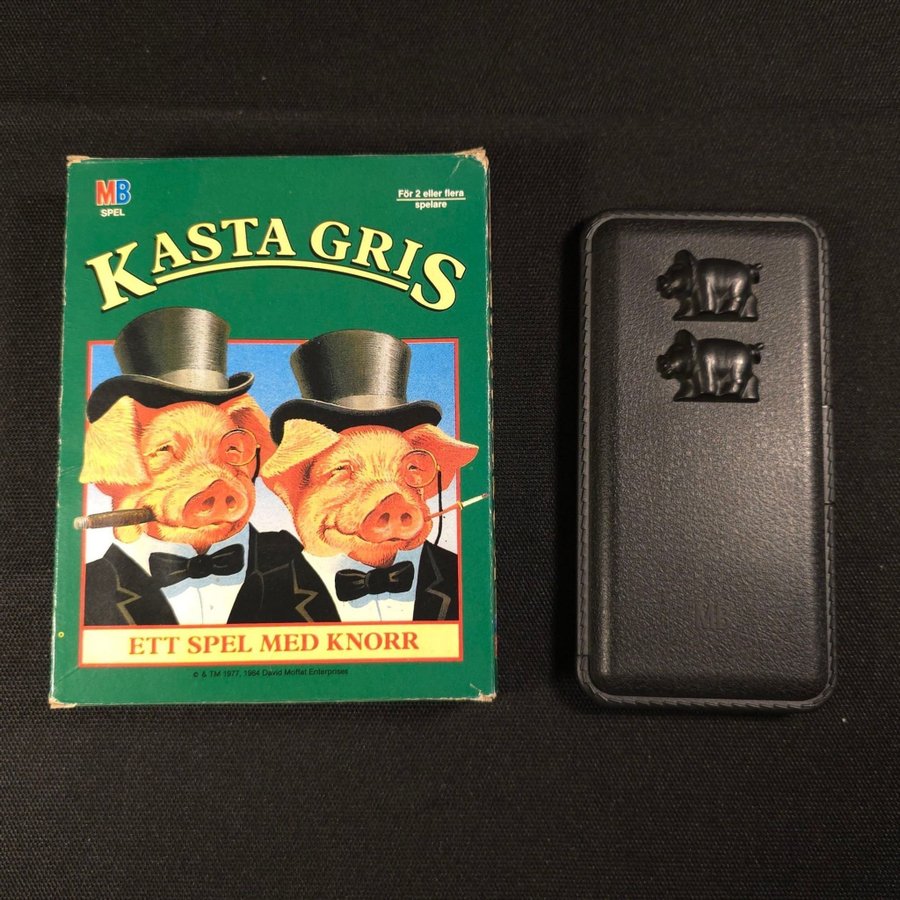 MB
SPEL
För 2 eller flera
spelare
KASTA GRIS
ETT SPEL MED KNORR
© & TM 1977, 1984 David Moffat Enterprises
MB